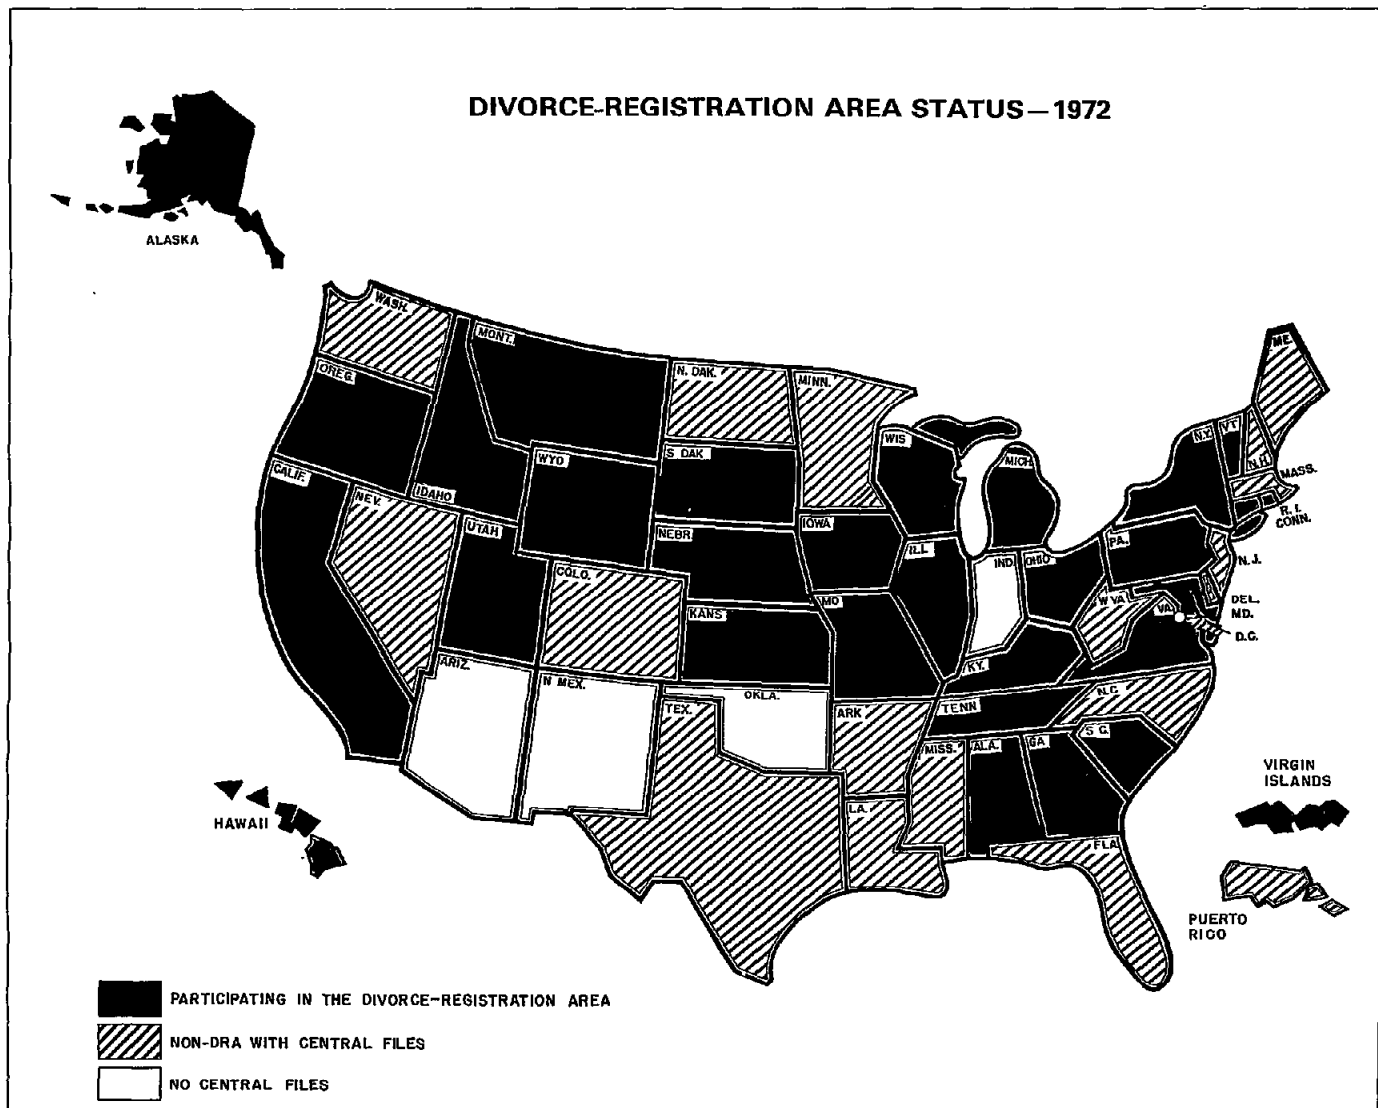 DIVORCE-REGISTRATION AREA STATUS—1972
ALASKA
WASH.
MONT.
OREG.
N. DAK.
MINN.
ME.
WIS
MICH
N.Y.
VT.
N.H.
MASS.
R. I.
CONN.
CALIF.
NEV.
IDAHO
WYO
S DAK
IOWA
UTAH
NEBR
ILL
IND.
OHIO
PA.
N. J.
COLO.
KANS
MO
W VA
VA.
DEL.
MD.
D.C.
ARIZ.
N MEX.
OKLA.
KY.
TEX.
ARK
TENN
N.C.
S C.
MISS.
ALA.
GA
LA.
FLA
VIRGIN
ISLANDS
HAWAII
PUERTO
RICO
PARTICIPATING IN THE DIVORCE-REGISTRATION AREA
NON-DRA WITH CENTRAL FILES
NO CENTRAL FILES